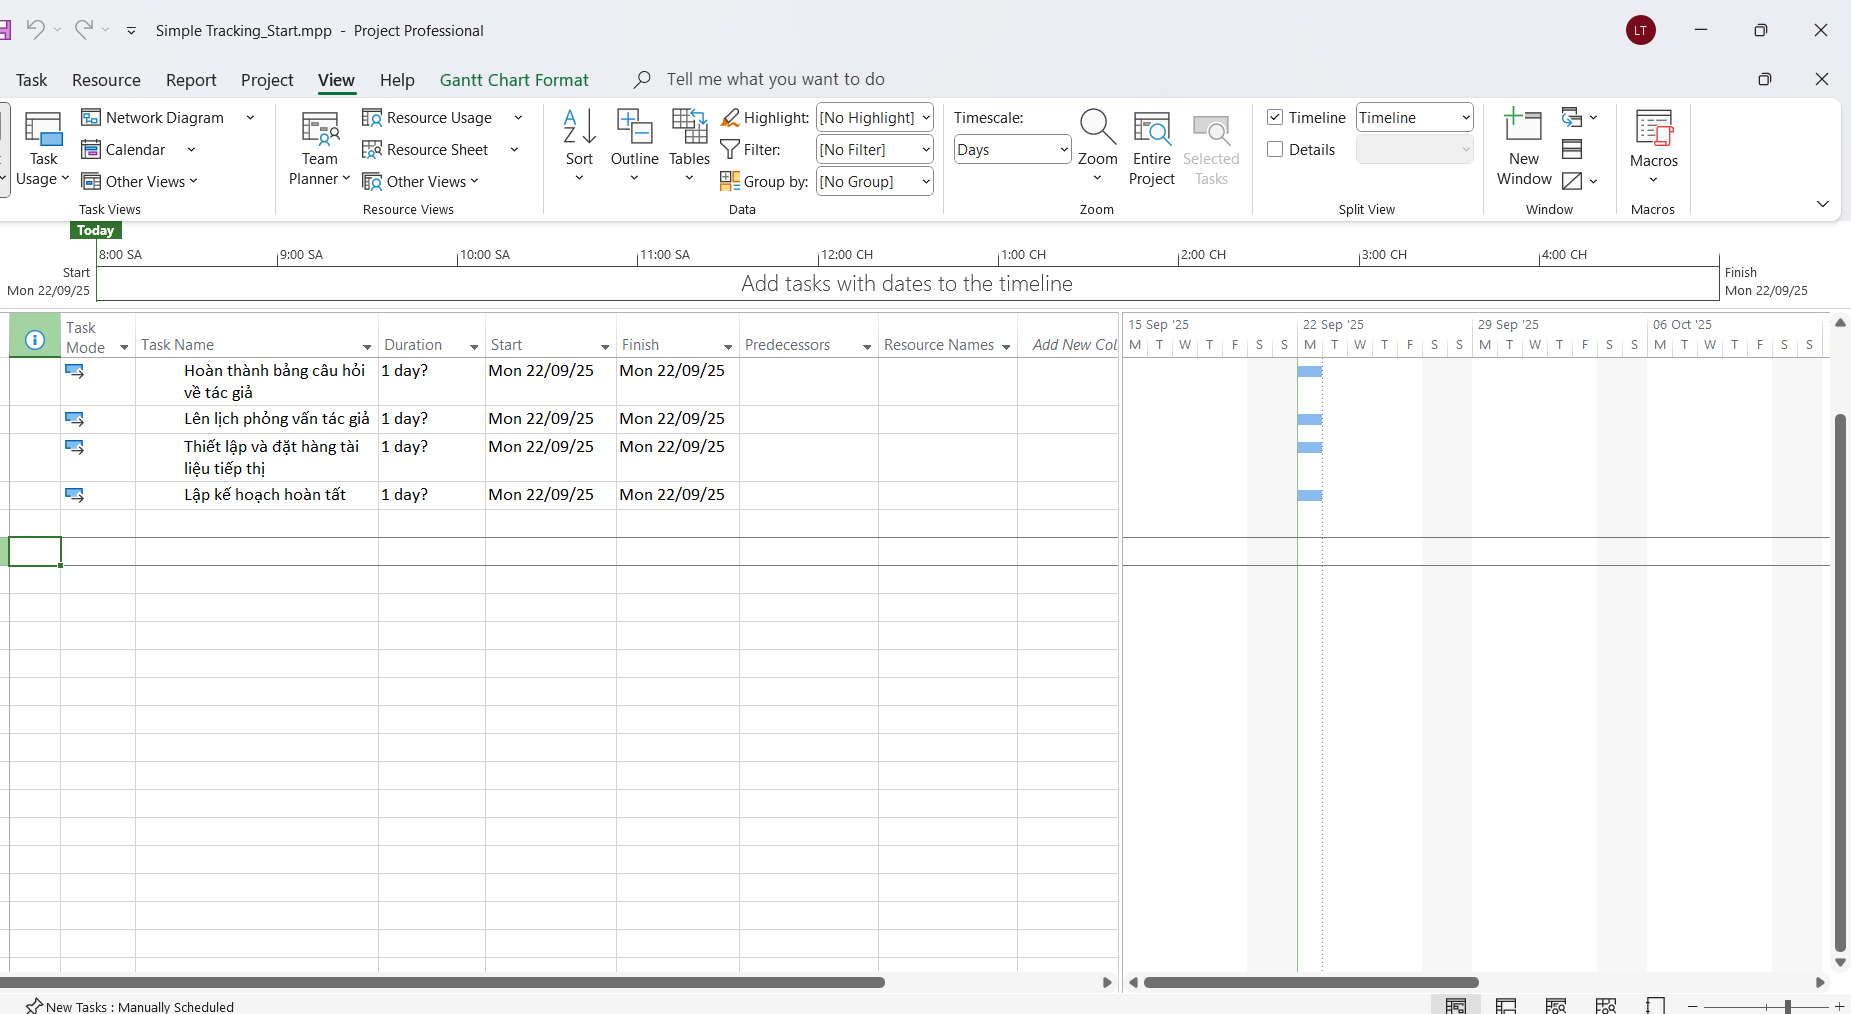 Simple Tracking_Start.mpp - Project Professional
LT
Task Resource Report Project View Help Gantt Chart Format Tell me what you want to do
Task Usage
Network Diagram
Calendar
Other Views
Task Views
Team Planner
Resource Usage
Resource Sheet
Other Views
Resource Views
Sort
Outline
Tables
Highlight: [No Highlight]
Filter: [No Filter]
Group by: [No Group]
Data
Timescale:
Days
Zoom
Entire Project
Selected Tasks
Zoom
Timeline Timeline
Details
Split View
New Window
Window
Macros
Macros
Today
8:00 SA 9:00 SA 10:00 SA 11:00 SA 12:00 CH 1:00 CH 2:00 CH 3:00 CH 4:00 CH
Start
Mon 22/09/25
Add tasks with dates to the timeline
Finish
Mon 22/09/25
Task Mode Task Name Duration Start Finish Predecessors Resource Names Add New Col
15 Sep '25 22 Sep '25 29 Sep '25 06 Oct '25
M T W T F S S M T W T F S S M T W T F S S M T W T F S S
Hoàn thành bảng câu hỏi 1 day? Mon 22/09/25 Mon 22/09/25
về tác giả
Lên lịch phỏng vấn tác giả 1 day? Mon 22/09/25 Mon 22/09/25
Thiết lập và đặt hàng tài 1 day? Mon 22/09/25 Mon 22/09/25
liệu tiếp thị
Lập kế hoạch hoàn tất 1 day? Mon 22/09/25 Mon 22/09/25
New Tasks : Manually Scheduled